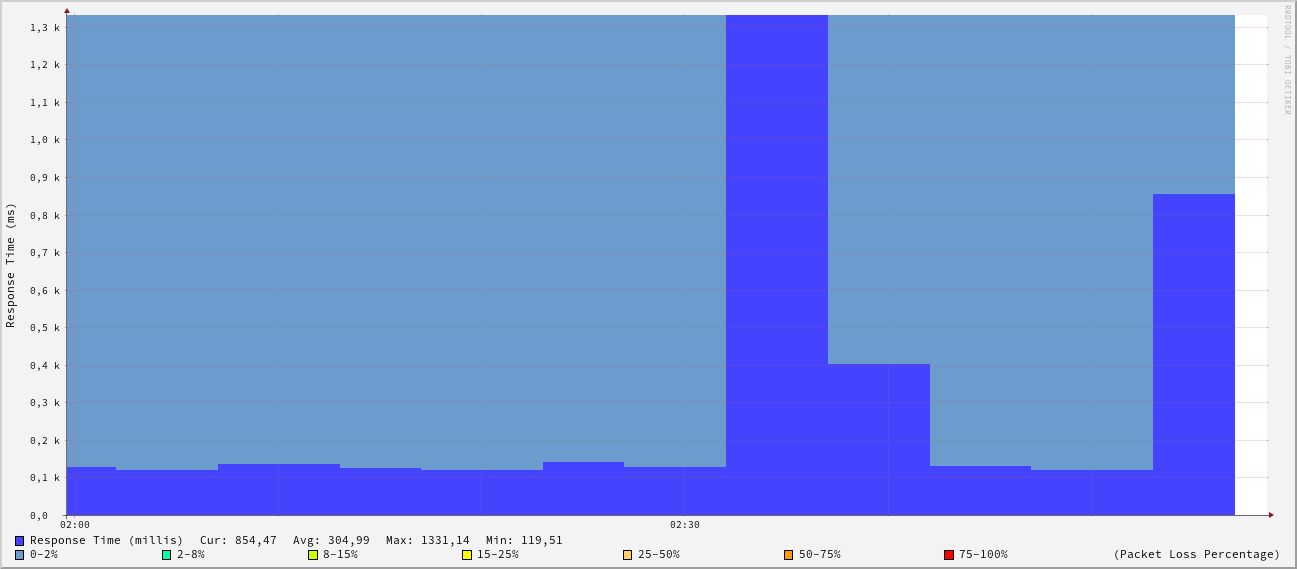 RRDTOOL / TOBI OETIKER
Response Time (ms)
1,3 k
1,2 k
1,1 k
1,0 k
0,9 k
0,8 k
0,7 k
0,6 k
0,5 k
0,4 k
0,3 k
0,2 k
0,1 k
0,0
02:00 02:30
Response Time (millis) Cur: 854,47 Avg: 304,99 Max: 1331,14 Min: 119,51
0-2% 2-8% 8-15% 15-25% 25-50% 50-75% 75-100% (Packet Loss Percentage)